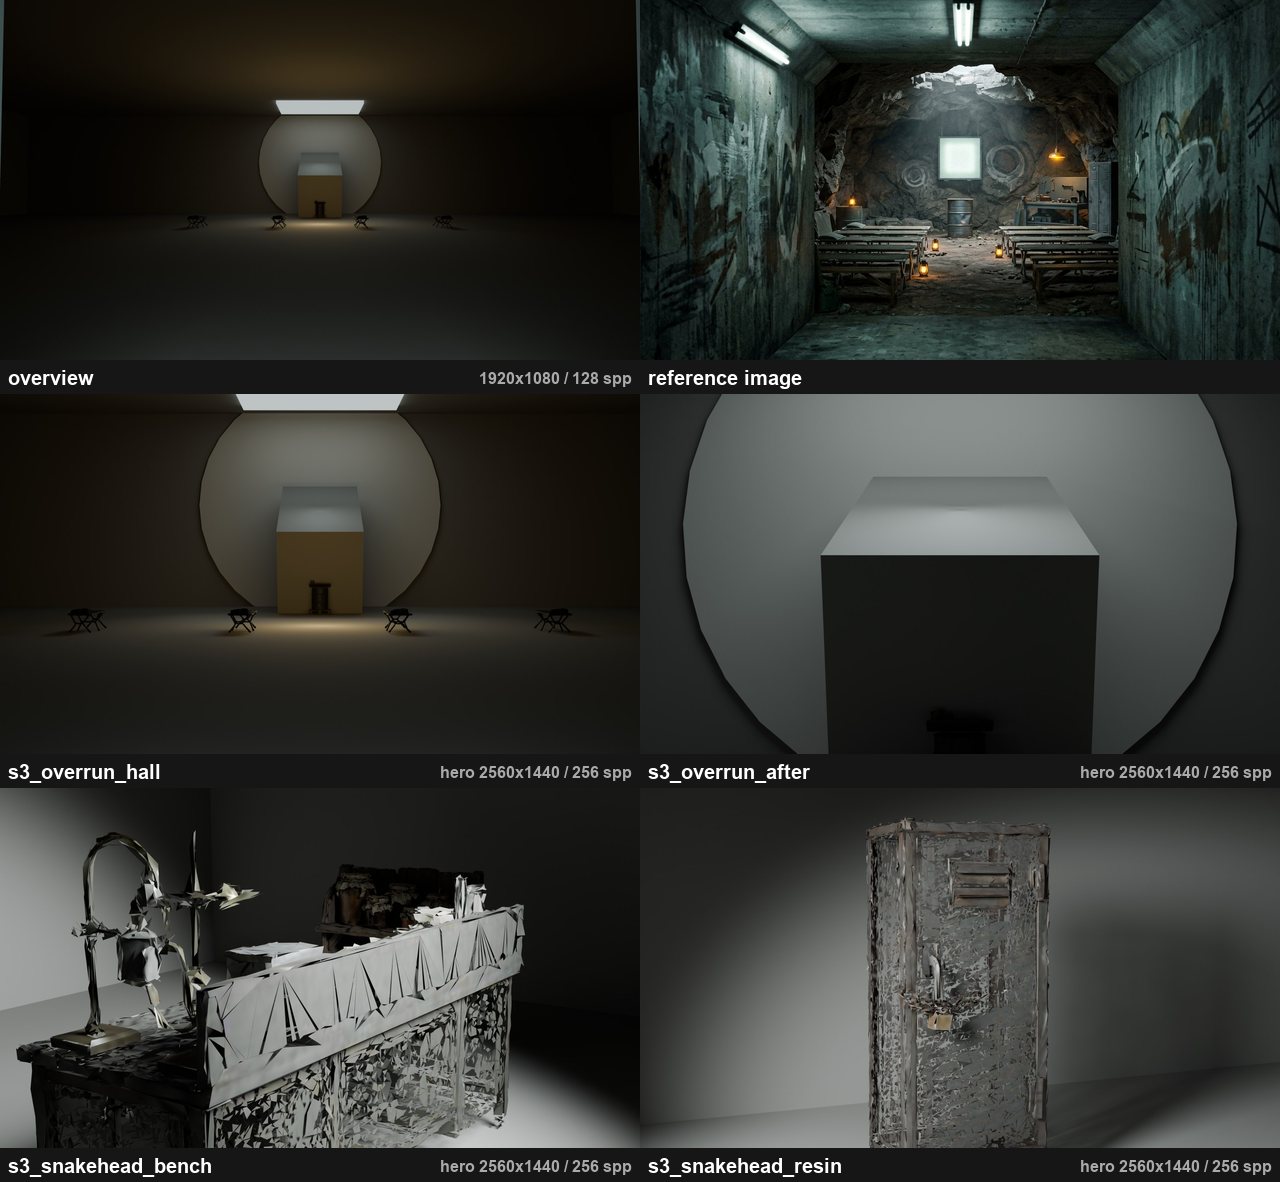 overview
1920x1080 / 128 spp
reference image
s3_overrun_hall
hero 2560x1440 / 256 spp
s3_overrun_after
hero 2560x1440 / 256 spp
s3_snakehead_bench
hero 2560x1440 / 256 spp
s3_snakehead_resin
hero 2560x1440 / 256 spp